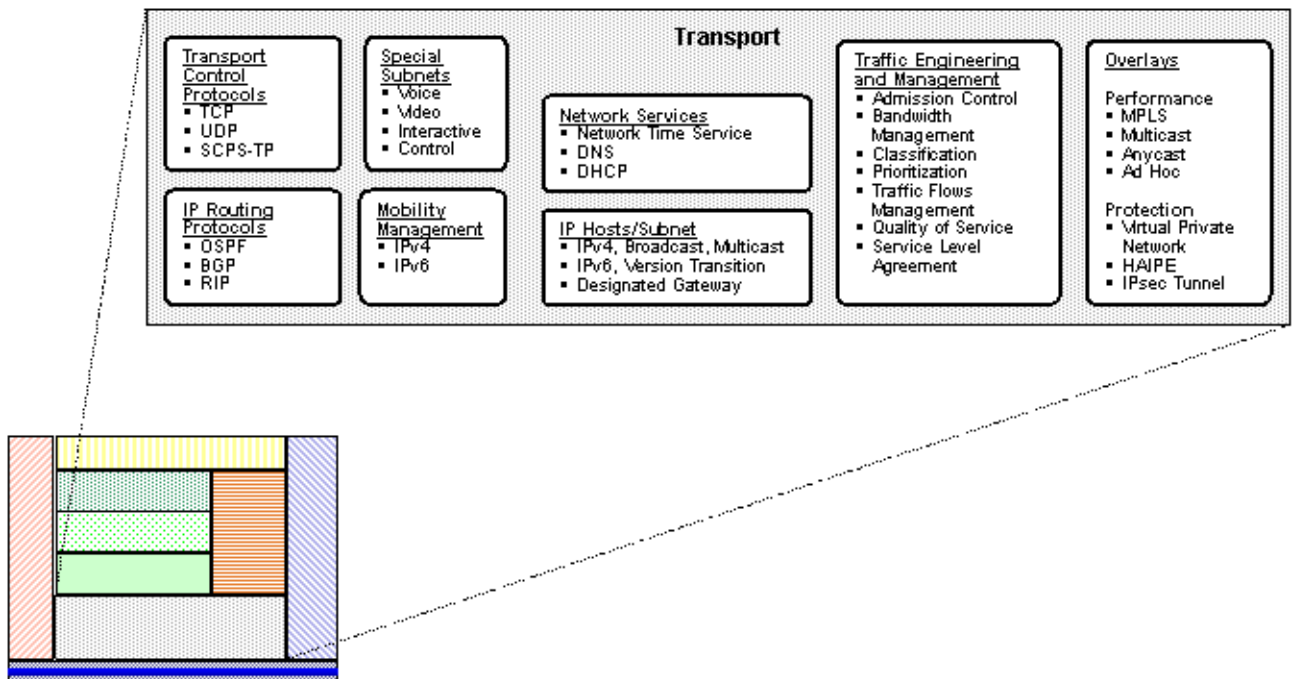 Transport
Transport
Control
Protocols
▪ TCP
▪ UDP
▪ SCPS-TP
Special
Subnets
▪ Voice
▪ Video
▪ Interactive
▪ Control
IP Routing
Protocols
▪ OSPF
▪ BGP
▪ RIP
Mobility
Management
▪ IPv4
▪ IPv6
Network Services
▪ Network Time Service
▪ DNS
▪ DHCP
IP Hosts/Subnet
▪ IPv4, Broadcast, Multicast
▪ IPv6, Version Transition
▪ Designated Gateway
Traffic Engineering
and Management
▪ Admission Control
▪ Bandwidth
Management
▪ Classification
▪ Prioritization
▪ Traffic Flows
Management
▪ Quality of Service
▪ Service Level
Agreement
Overlays
Performance
▪ MPLS
▪ Multicast
▪ Anycast
▪ Ad Hoc
Protection
▪ Virtual Private
Network
▪ HAIPE
▪ IPsec Tunnel